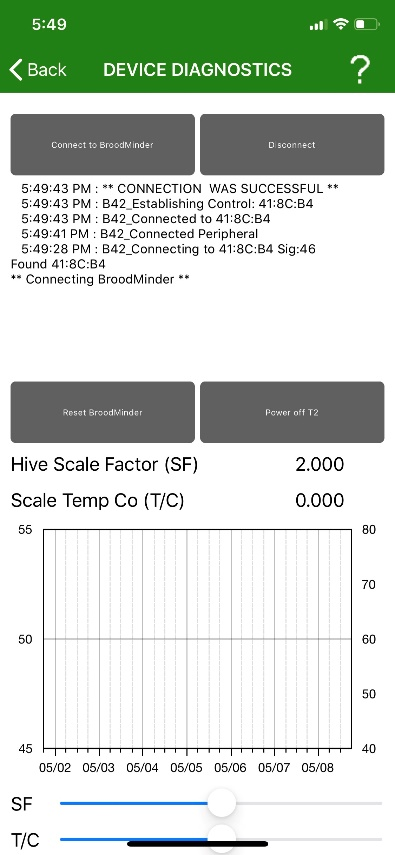 5:49
Back DEVICE DIAGNOSTICS ?
Connect to BroodMinder Disconnect
5:49:43 PM : ** CONNECTION WAS SUCCESSFUL **
5:49:43 PM : B42_Establishing Control: 41:8C:B4
5:49:43 PM : B42_Connected to 41:8C:B4
5:49:41 PM : B42_Connected Peripheral
5:49:28 PM : B42_Connecting to 41:8C:B4 Sig:46
Found 41:8C:B4
** Connecting BroodMinder **
Reset BroodMinder Power off T2
Hive Scale Factor (SF) 2.000
Scale Temp Co (T/C) 0.000
55 80
70
50 60
50
45 40
05/02 05/03 05/04 05/05 05/06 05/07 05/08
SF
T/C